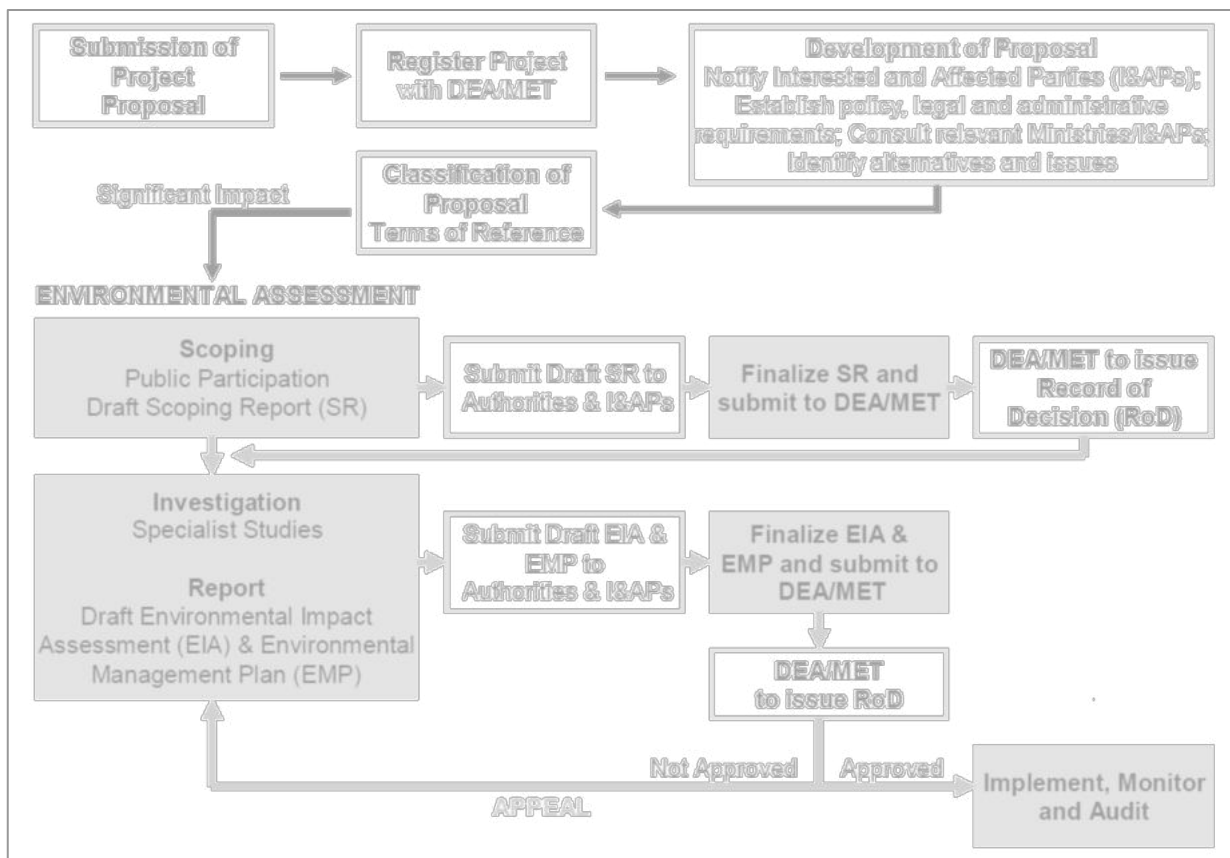 Submission of
Project
Proposal
Register Project
with DEA/MET
Development of Proposal
Notify Interested and Affected Parties (I&APs);
Establish policy, legal and administrative
requirements; Consult relevant Ministries/I&APs;
Identify alternatives and issues
Classification of
Proposal
Terms of Reference
Significant Impact
ENVIRONMENTAL ASSESSMENT
Scoping
Public Participation
Draft Scoping Report (SR)
Submit Draft SR to
Authorities & I&APs
Finalize SR and
submit to DEA/MET
DEA/MET to issue
Record of
Decision (RoD)
Investigation
Specialist Studies
Report
Draft Environmental Impact
Assessment (EIA) & Environmental
Management Plan (EMP)
Submit Draft EIA &
EMP to
Authorities & I&APs
Finalize EIA &
EMP and submit to
DEA/MET
DEA/MET
to issue RoD
Not Approved
Approved
APPEAL
Implement, Monitor
and Audit